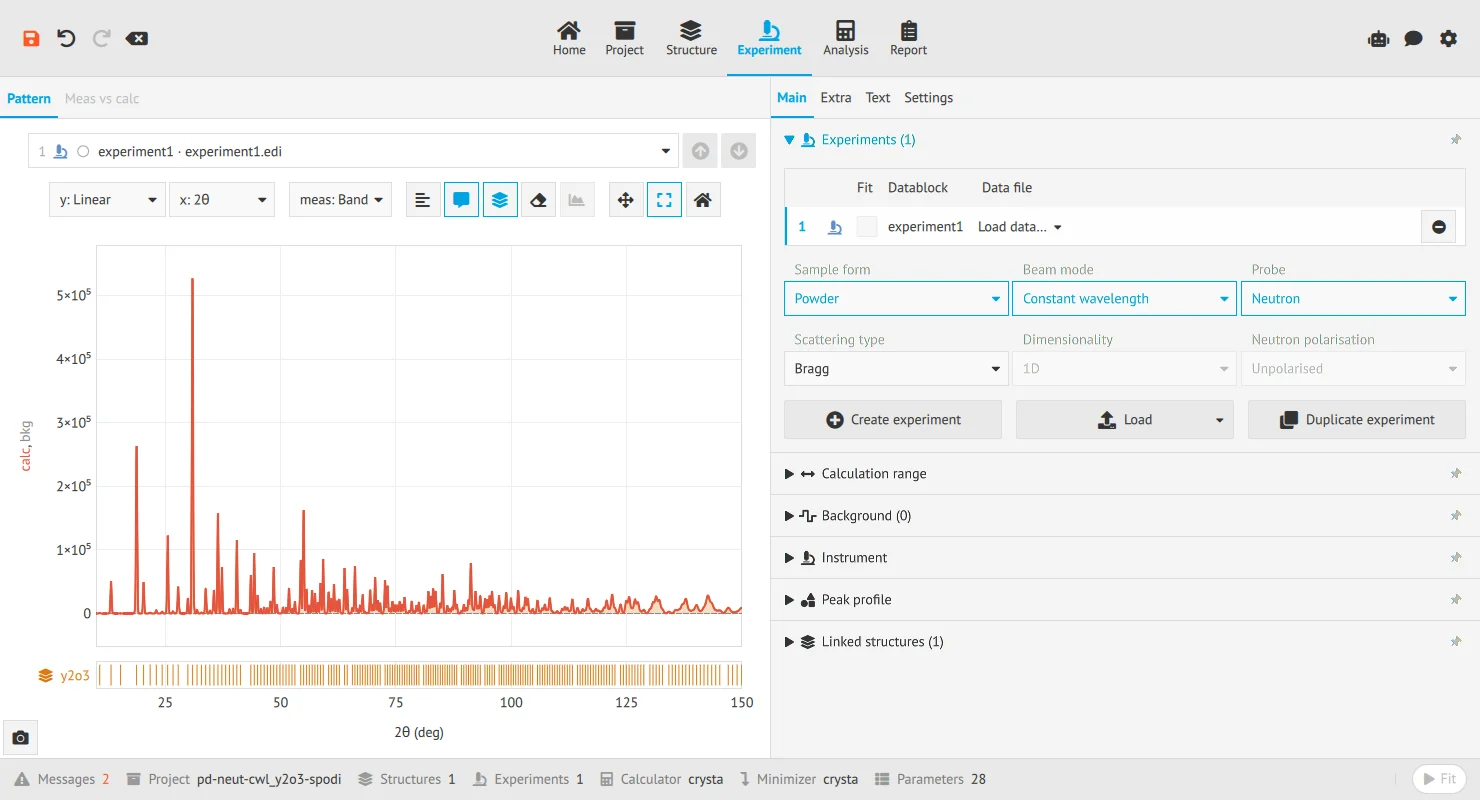 Home Project Structure Experiment Analysis Report
Pattern Meas vs calc
Main Extra Text Settings
1 experiment1 · experiment1.edi
y: Linear x: 2θ meas: Band
calc, bkg
5×10⁵
4×10⁵
3×10⁵
2×10⁵
1×10⁵
0
y2o3
25 50 75 100 125 150
2θ (deg)
Experiments (1)
Fit Datablock Data file
1 experiment1 Load data...
Sample form Beam mode Probe
Powder Constant wavelength Neutron
Scattering type Dimensionality Neutron polarisation
Bragg 1D Unpolarised
Create experiment Load Duplicate experiment
Calculation range
Background (0)
Instrument
Peak profile
Linked structures (1)
Messages 2 Project pd-neut-cwl_y2o3-spodi Structures 1 Experiments 1 Calculator crysta Minimizer crysta Parameters 28 Fit